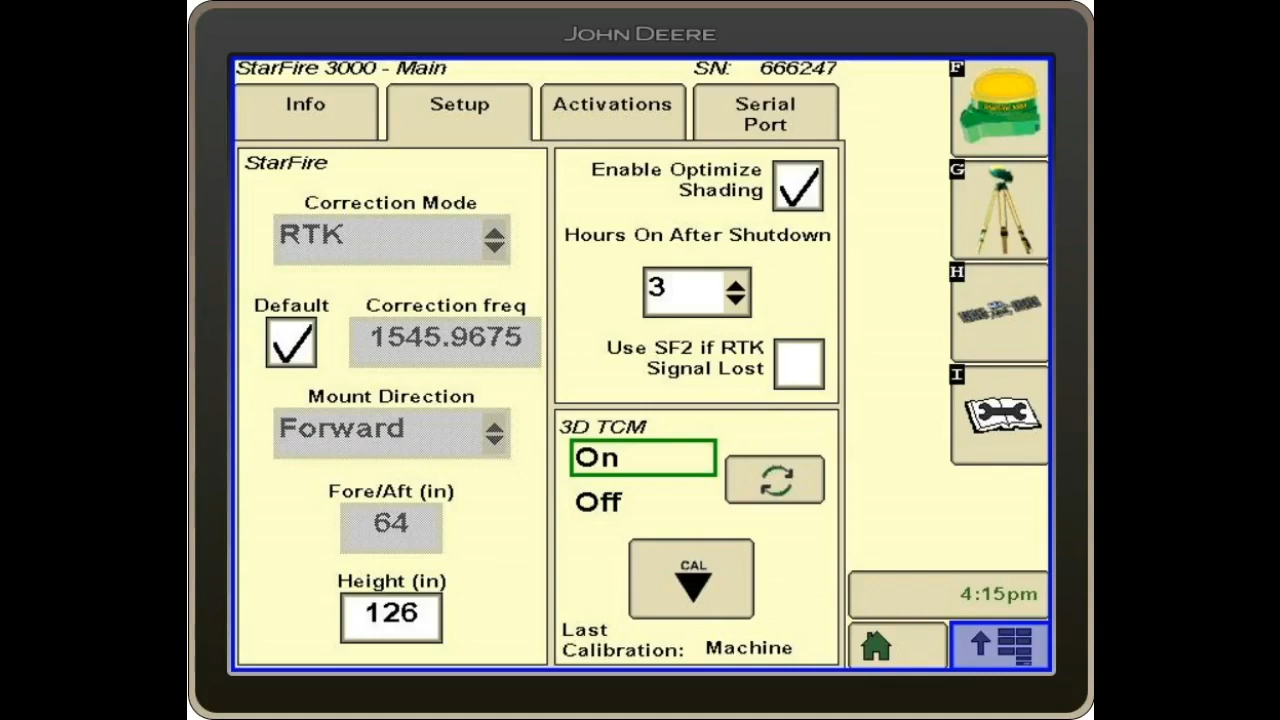 JOHN DEERE
StarFire 3000 - Main
SN: 666247
Info
Setup
Activations
Serial
Port
StarFire
Correction Mode
RTK
Default
Correction freq
1545.9675
Mount Direction
Forward
Fore/Aft (in)
64
Height (in)
126
Enable Optimize
Shading
Hours On After Shutdown
3
Use SF2 if RTK
Signal Lost
3D TCM
On
Off
CAL
Last
Calibration: Machine
F
G
H
I
4:15pm